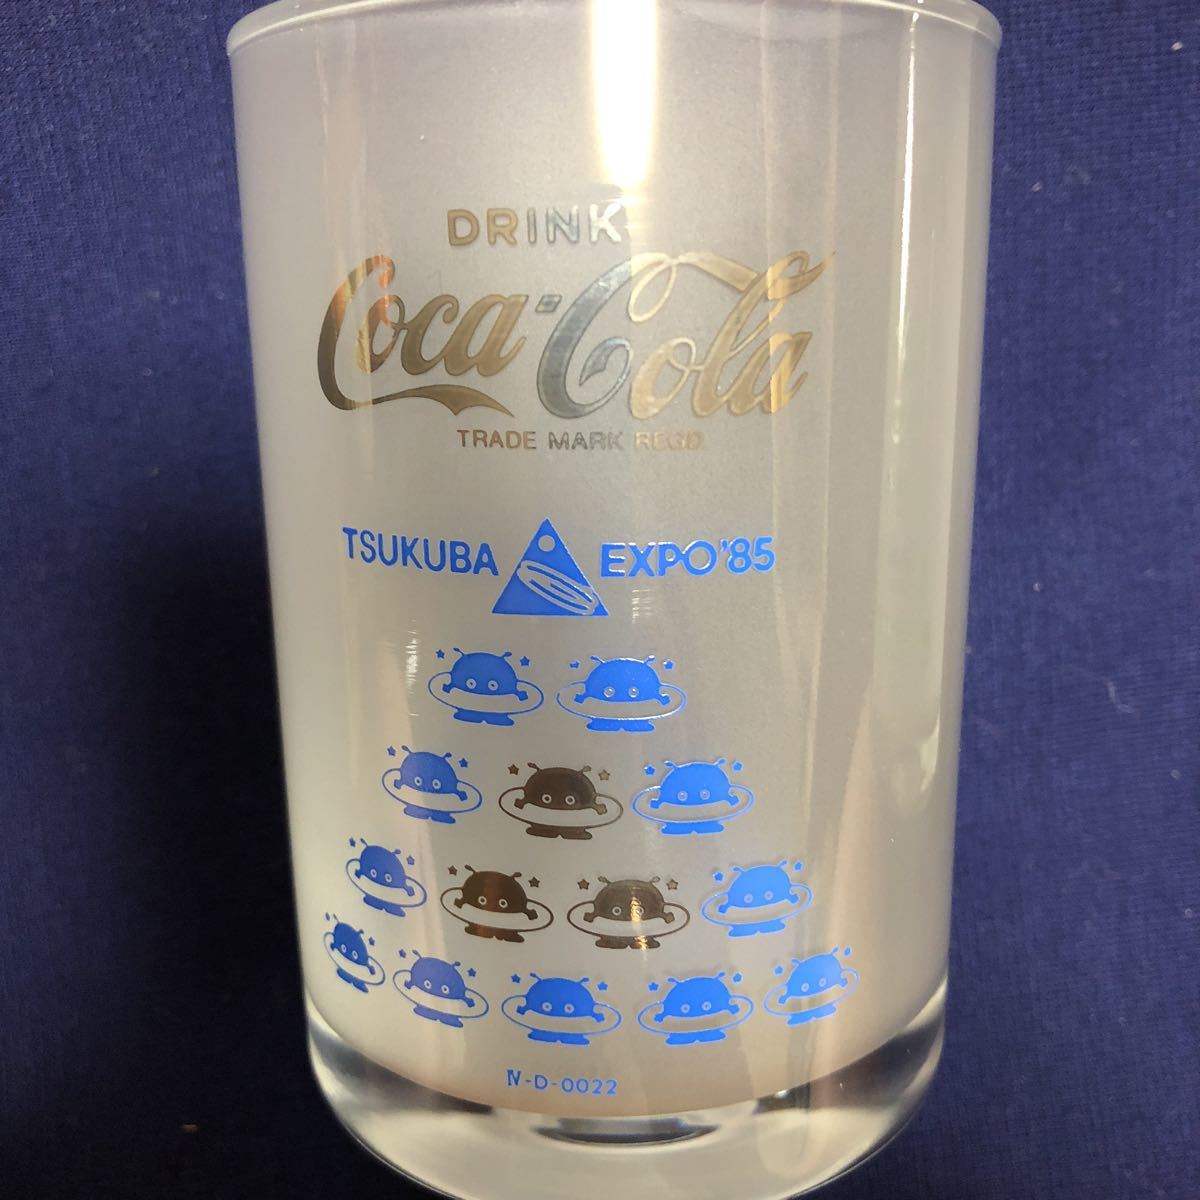 DRINK
Coca-Cola
TRADE MARK REGD.
TSUKUBA EXPO'85
Ⅳ-D-0022